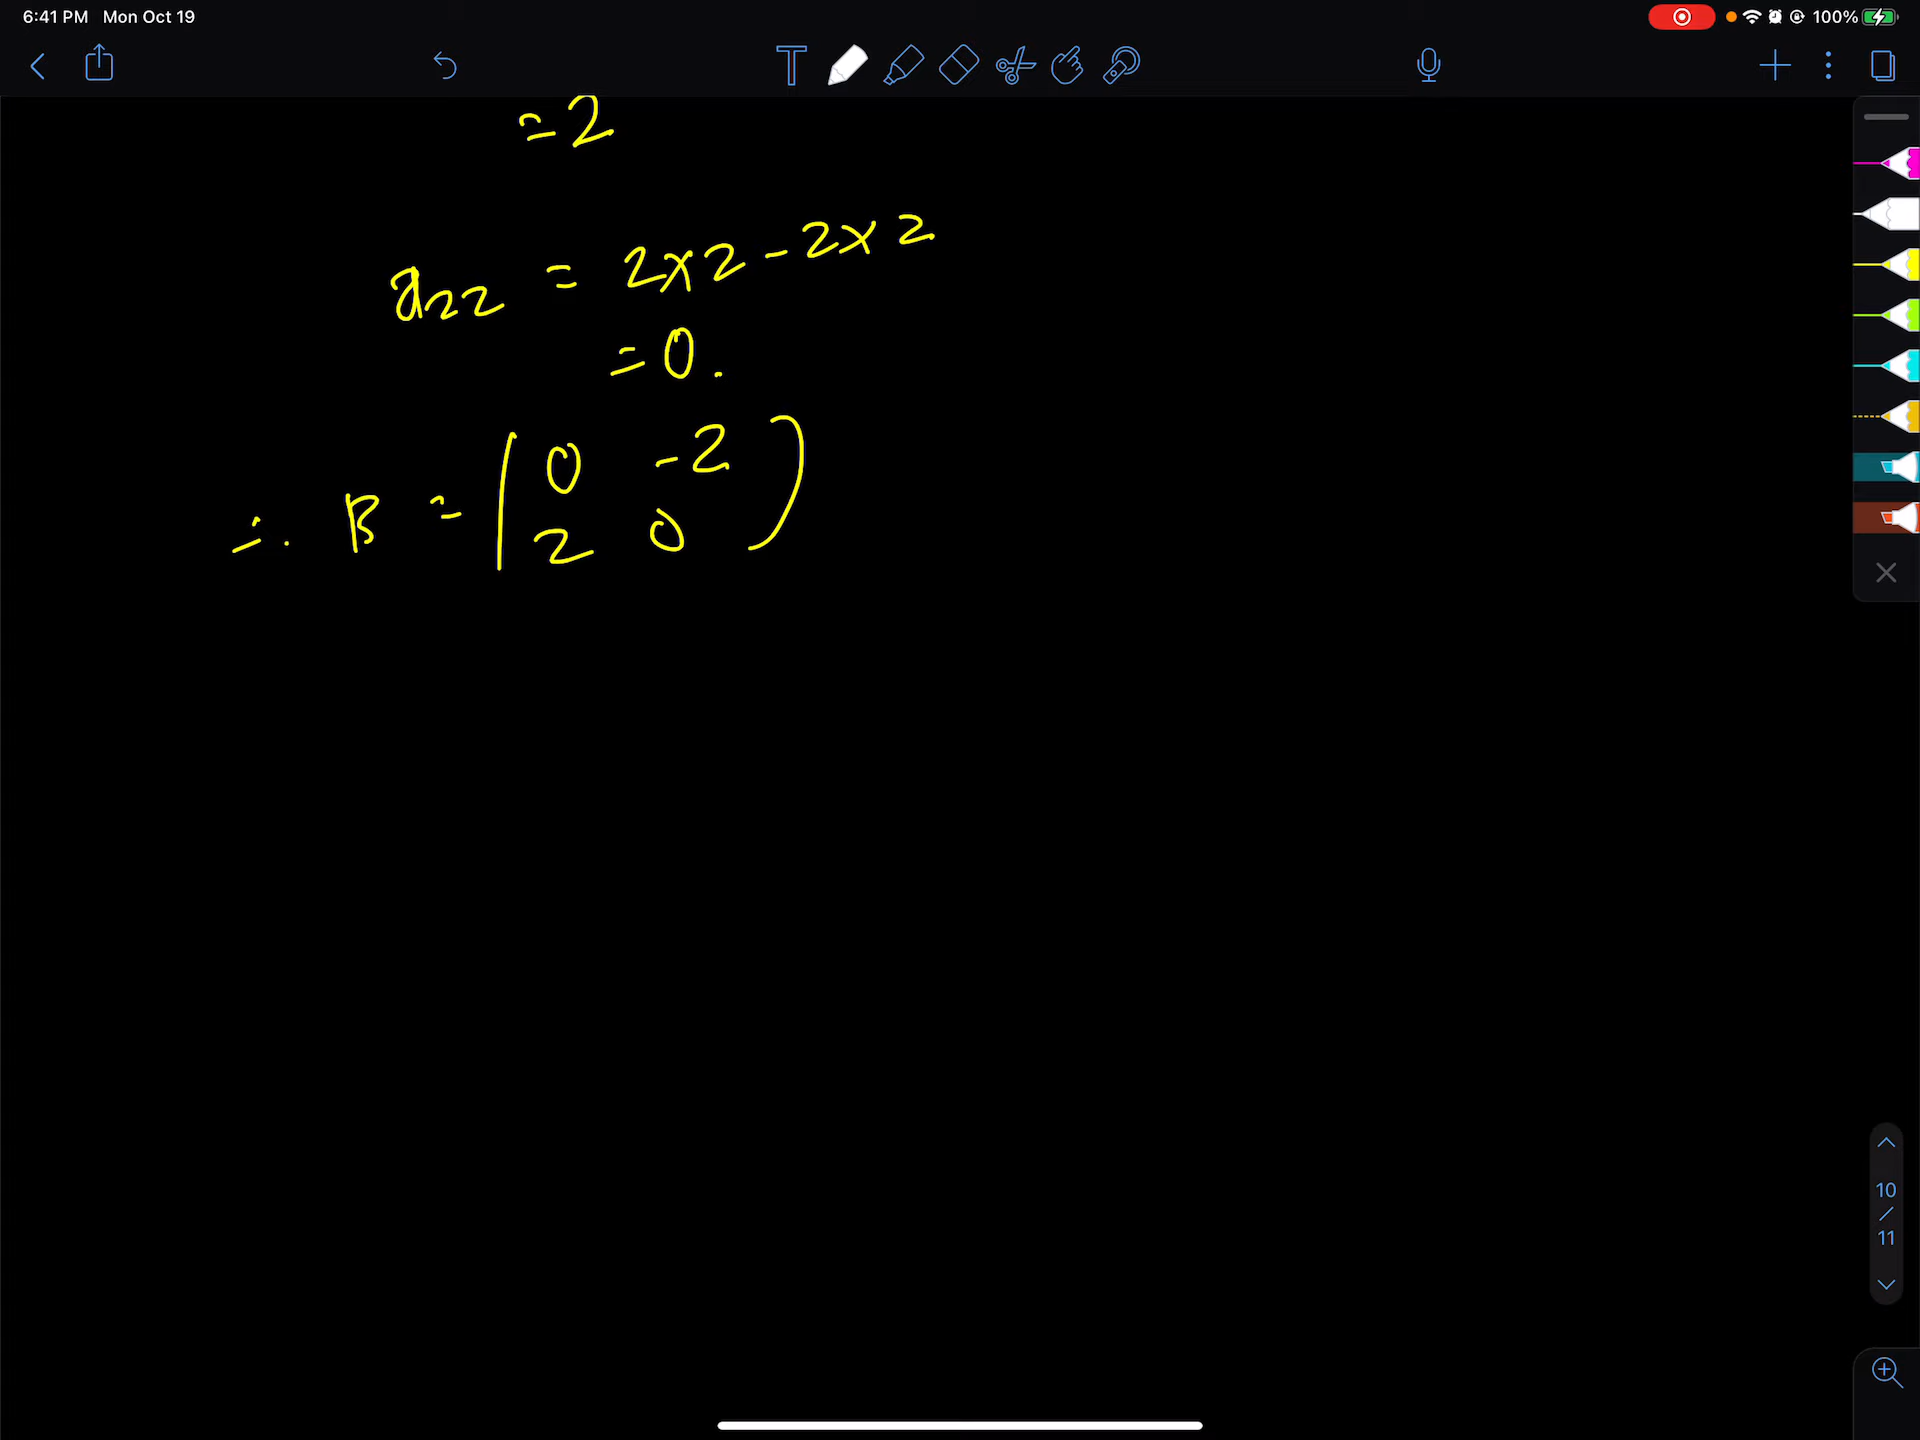 6:41 PM Mon Oct 19 100%
= 2
a22 = 2x2 - 2x2
= 0.
∴ B = ( 0 -2
2 0 )
10
/
11